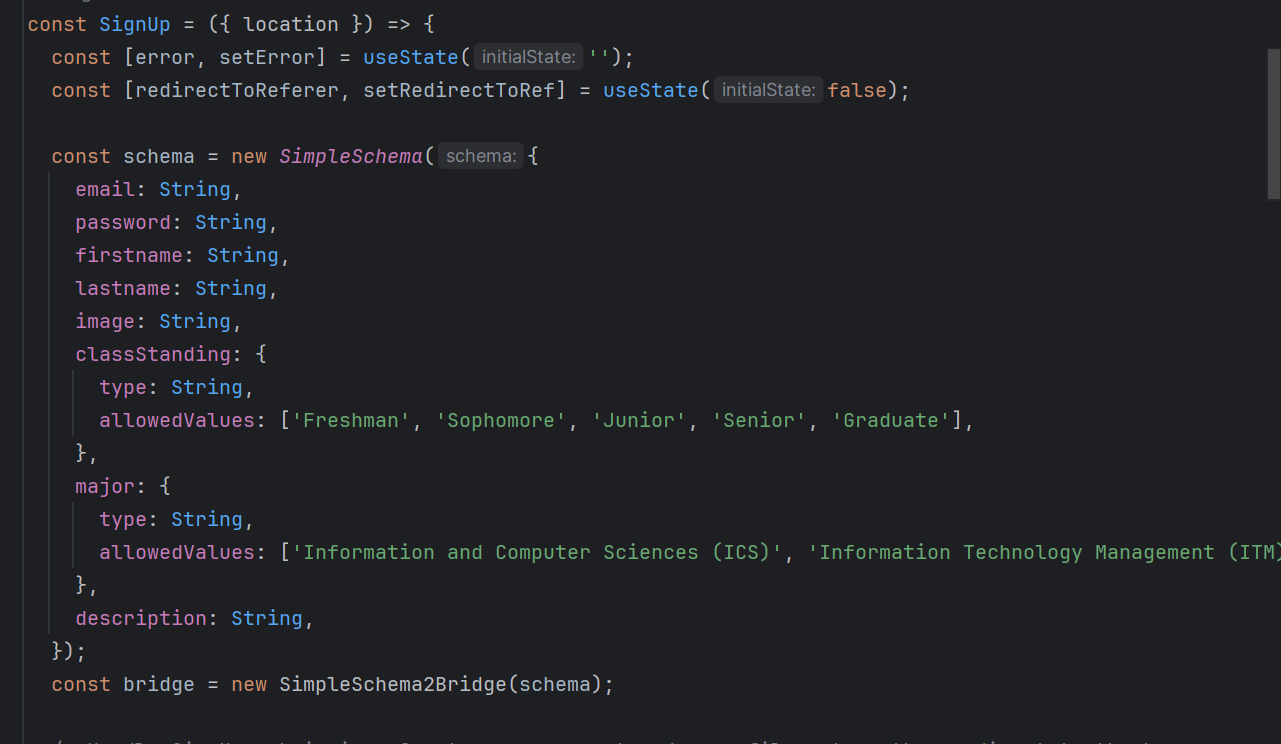 const SignUp = ({ location }) => {
  const [error, setError] = useState( initialState: '');
  const [redirectToReferer, setRedirectToRef] = useState( initialState: false);

  const schema = new SimpleSchema( schema: {
    email: String,
    password: String,
    firstname: String,
    lastname: String,
    image: String,
    classStanding: {
      type: String,
      allowedValues: ['Freshman', 'Sophomore', 'Junior', 'Senior', 'Graduate'],
    },
    major: {
      type: String,
      allowedValues: ['Information and Computer Sciences (ICS)', 'Information Technology Management (ITM)
    },
    description: String,
  });
  const bridge = new SimpleSchema2Bridge(schema);